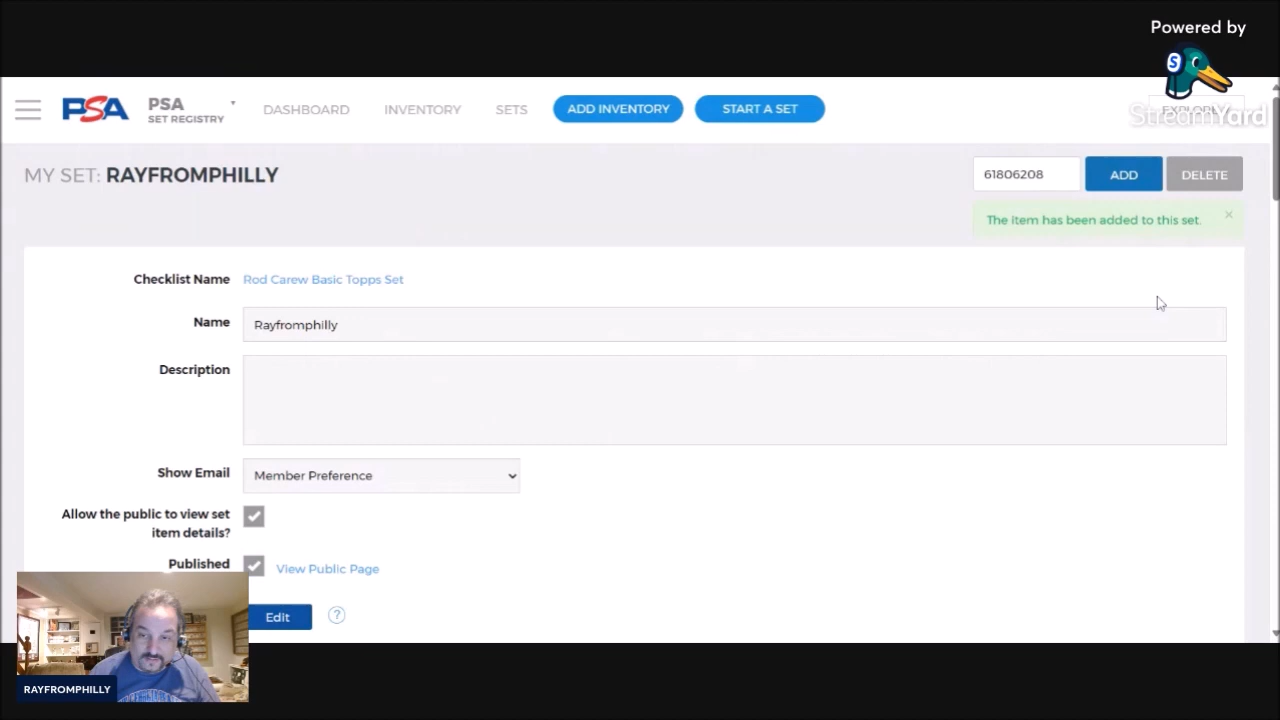 Powered by
StreamYard
PSA
PSA
SET REGISTRY
DASHBOARD
INVENTORY
SETS
ADD INVENTORY
START A SET
EXPLORE
MY SET: RAYFROMPHILLY
61806208
ADD
DELETE
The item has been added to this set.
Checklist Name
Rod Carew Basic Topps Set
Name
Rayfromphilly
Description
Show Email
Member Preference
Allow the public to view set
item details?
Published
View Public Page
Edit
?
RAYFROMPHILLY